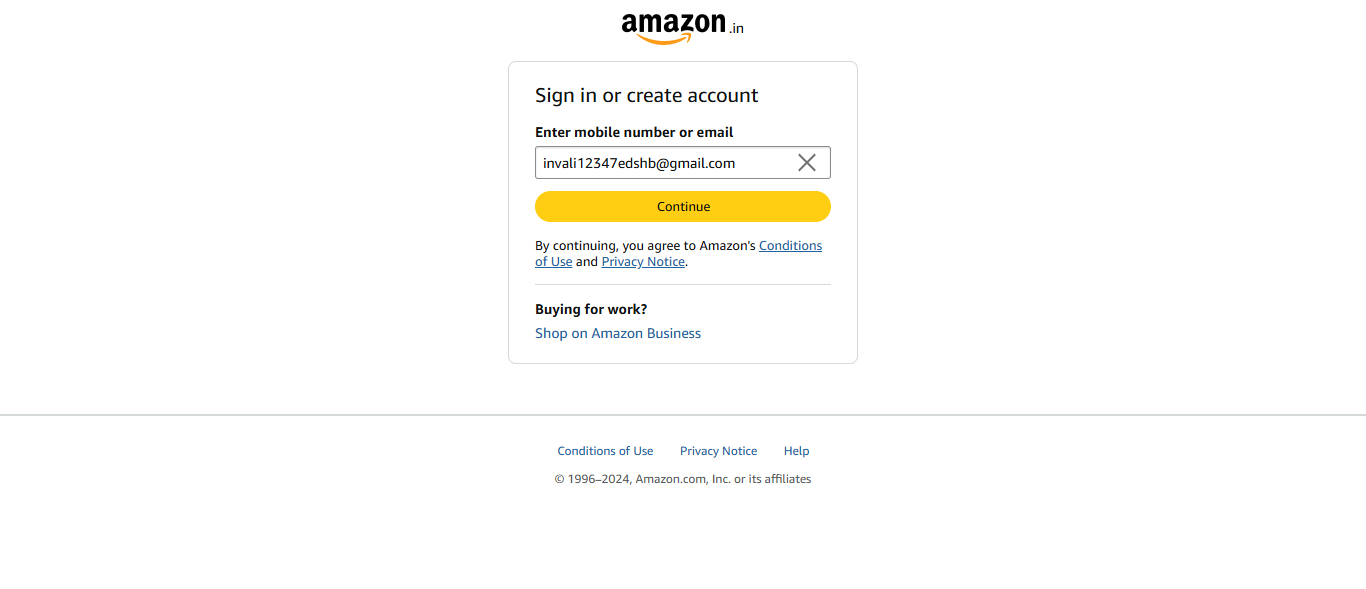 amazon.in
Sign in or create account
Enter mobile number or email
invali12347edshb@gmail.com
Continue
By continuing, you agree to Amazon's Conditions
of Use and Privacy Notice.
Buying for work?
Shop on Amazon Business
Conditions of Use Privacy Notice Help
© 1996–2024, Amazon.com, Inc. or its affiliates